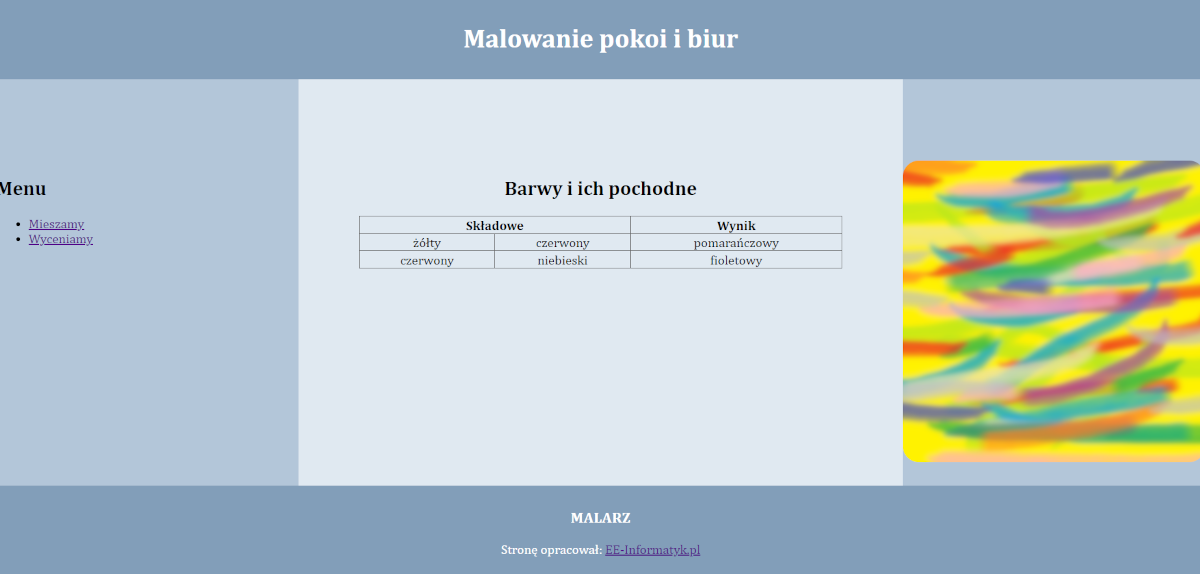 Malowanie pokoi i biur
Menu
Mieszamy
Wyceniamy
Barwy i ich pochodne
Składowe Wynik
żółty czerwony pomarańczowy
czerwony niebieski fioletowy
MALARZ
Stronę opracował: EE-Informatyk.pl